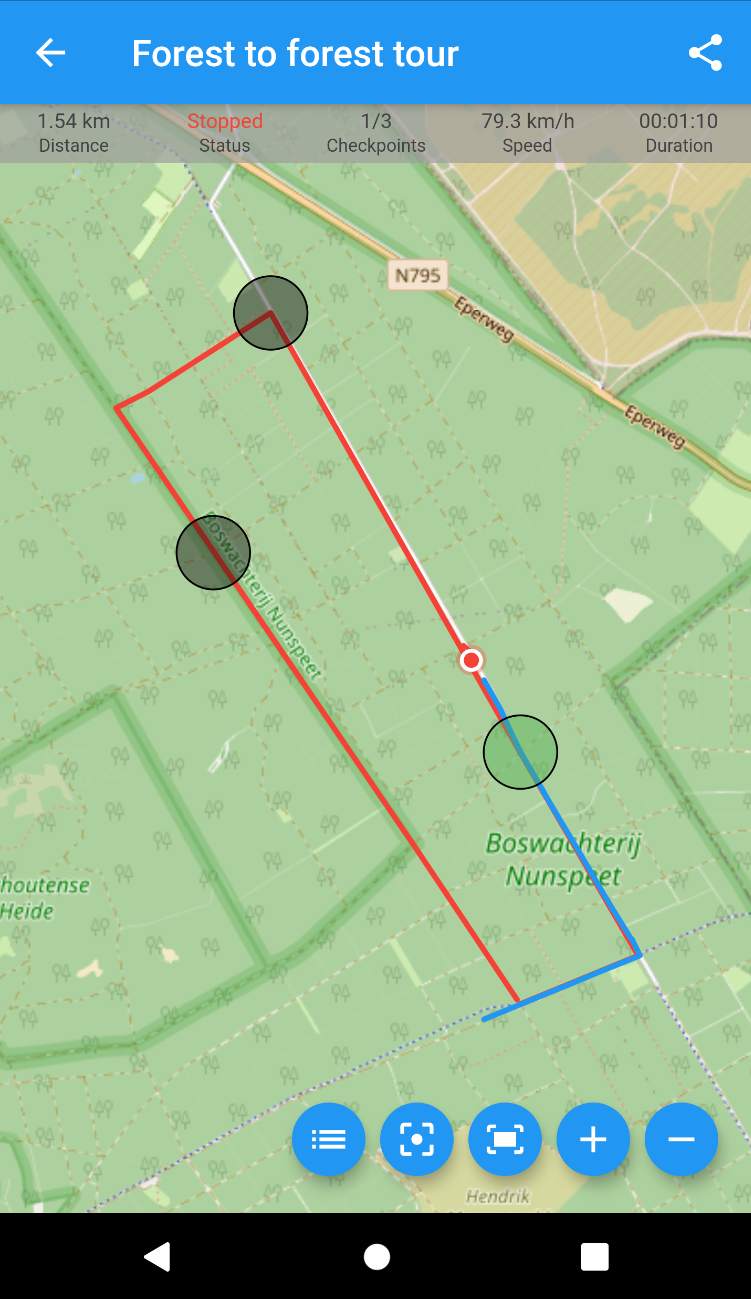 Forest to forest tour
1.54 km Stopped 1/3 79.3 km/h 00:01:10
Distance Status Checkpoints Speed Duration
N795
Eperweg
Eperweg
Boswachterij Nunspeet
Boswachterij
Nunspeet
houtense
Heide
Hendrik